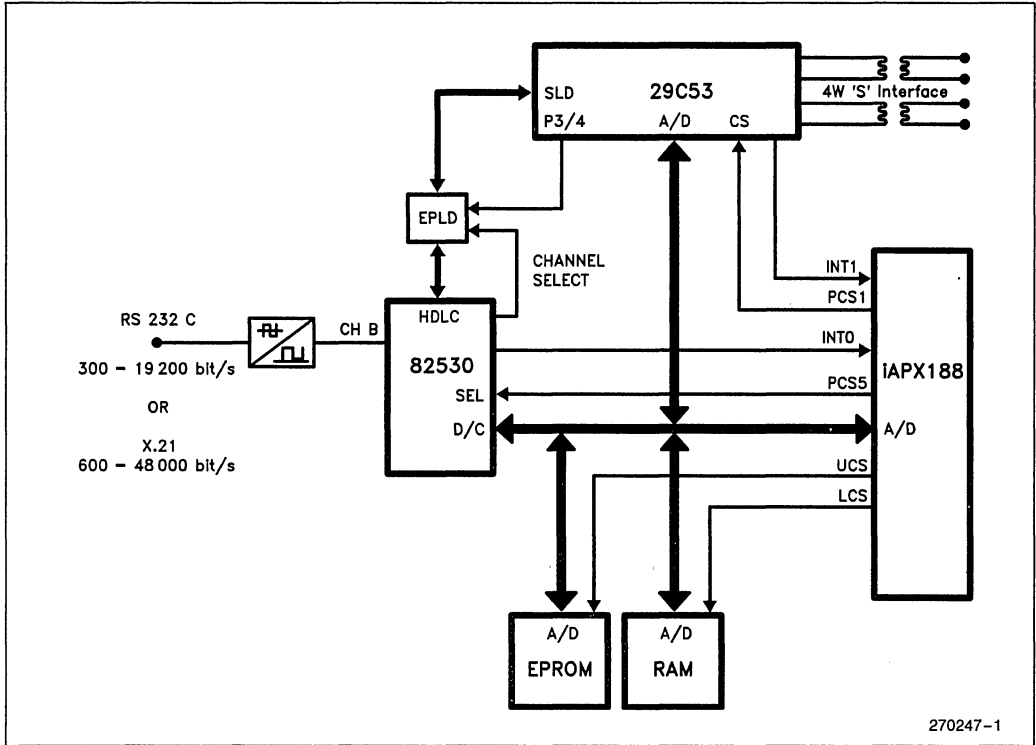 29C53
SLD
P3/4
A/D
CS
4W 'S' Interface
EPLD
CHANNEL
SELECT
INT1
PCS1
RS 232 C
300 - 19 200 bit/s
OR
X.21
600 - 48 000 bit/s
CH B
HDLC
82530
SEL
D/C
INT0
PCS5
iAPX188
A/D
UCS
LCS
A/D
EPROM
A/D
RAM
270247-1